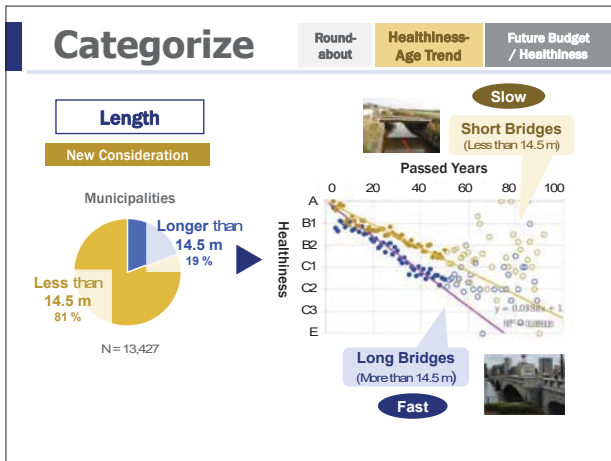 Categorize
Round-
about
Healthiness-
Age Trend
Future Budget
/ Healthiness
Length
New Consideration
Municipalities
Longer than
14.5 m
19 %
Less than
14.5 m
81 %
N = 13,427
Slow
Short Bridges
(Less than 14.5 m)
Passed Years
0 20 40 60 80 100
Healthiness
A
B1
B2
C1
C2
C3
E
Long Bridges
(More than 14.5 m)
Fast